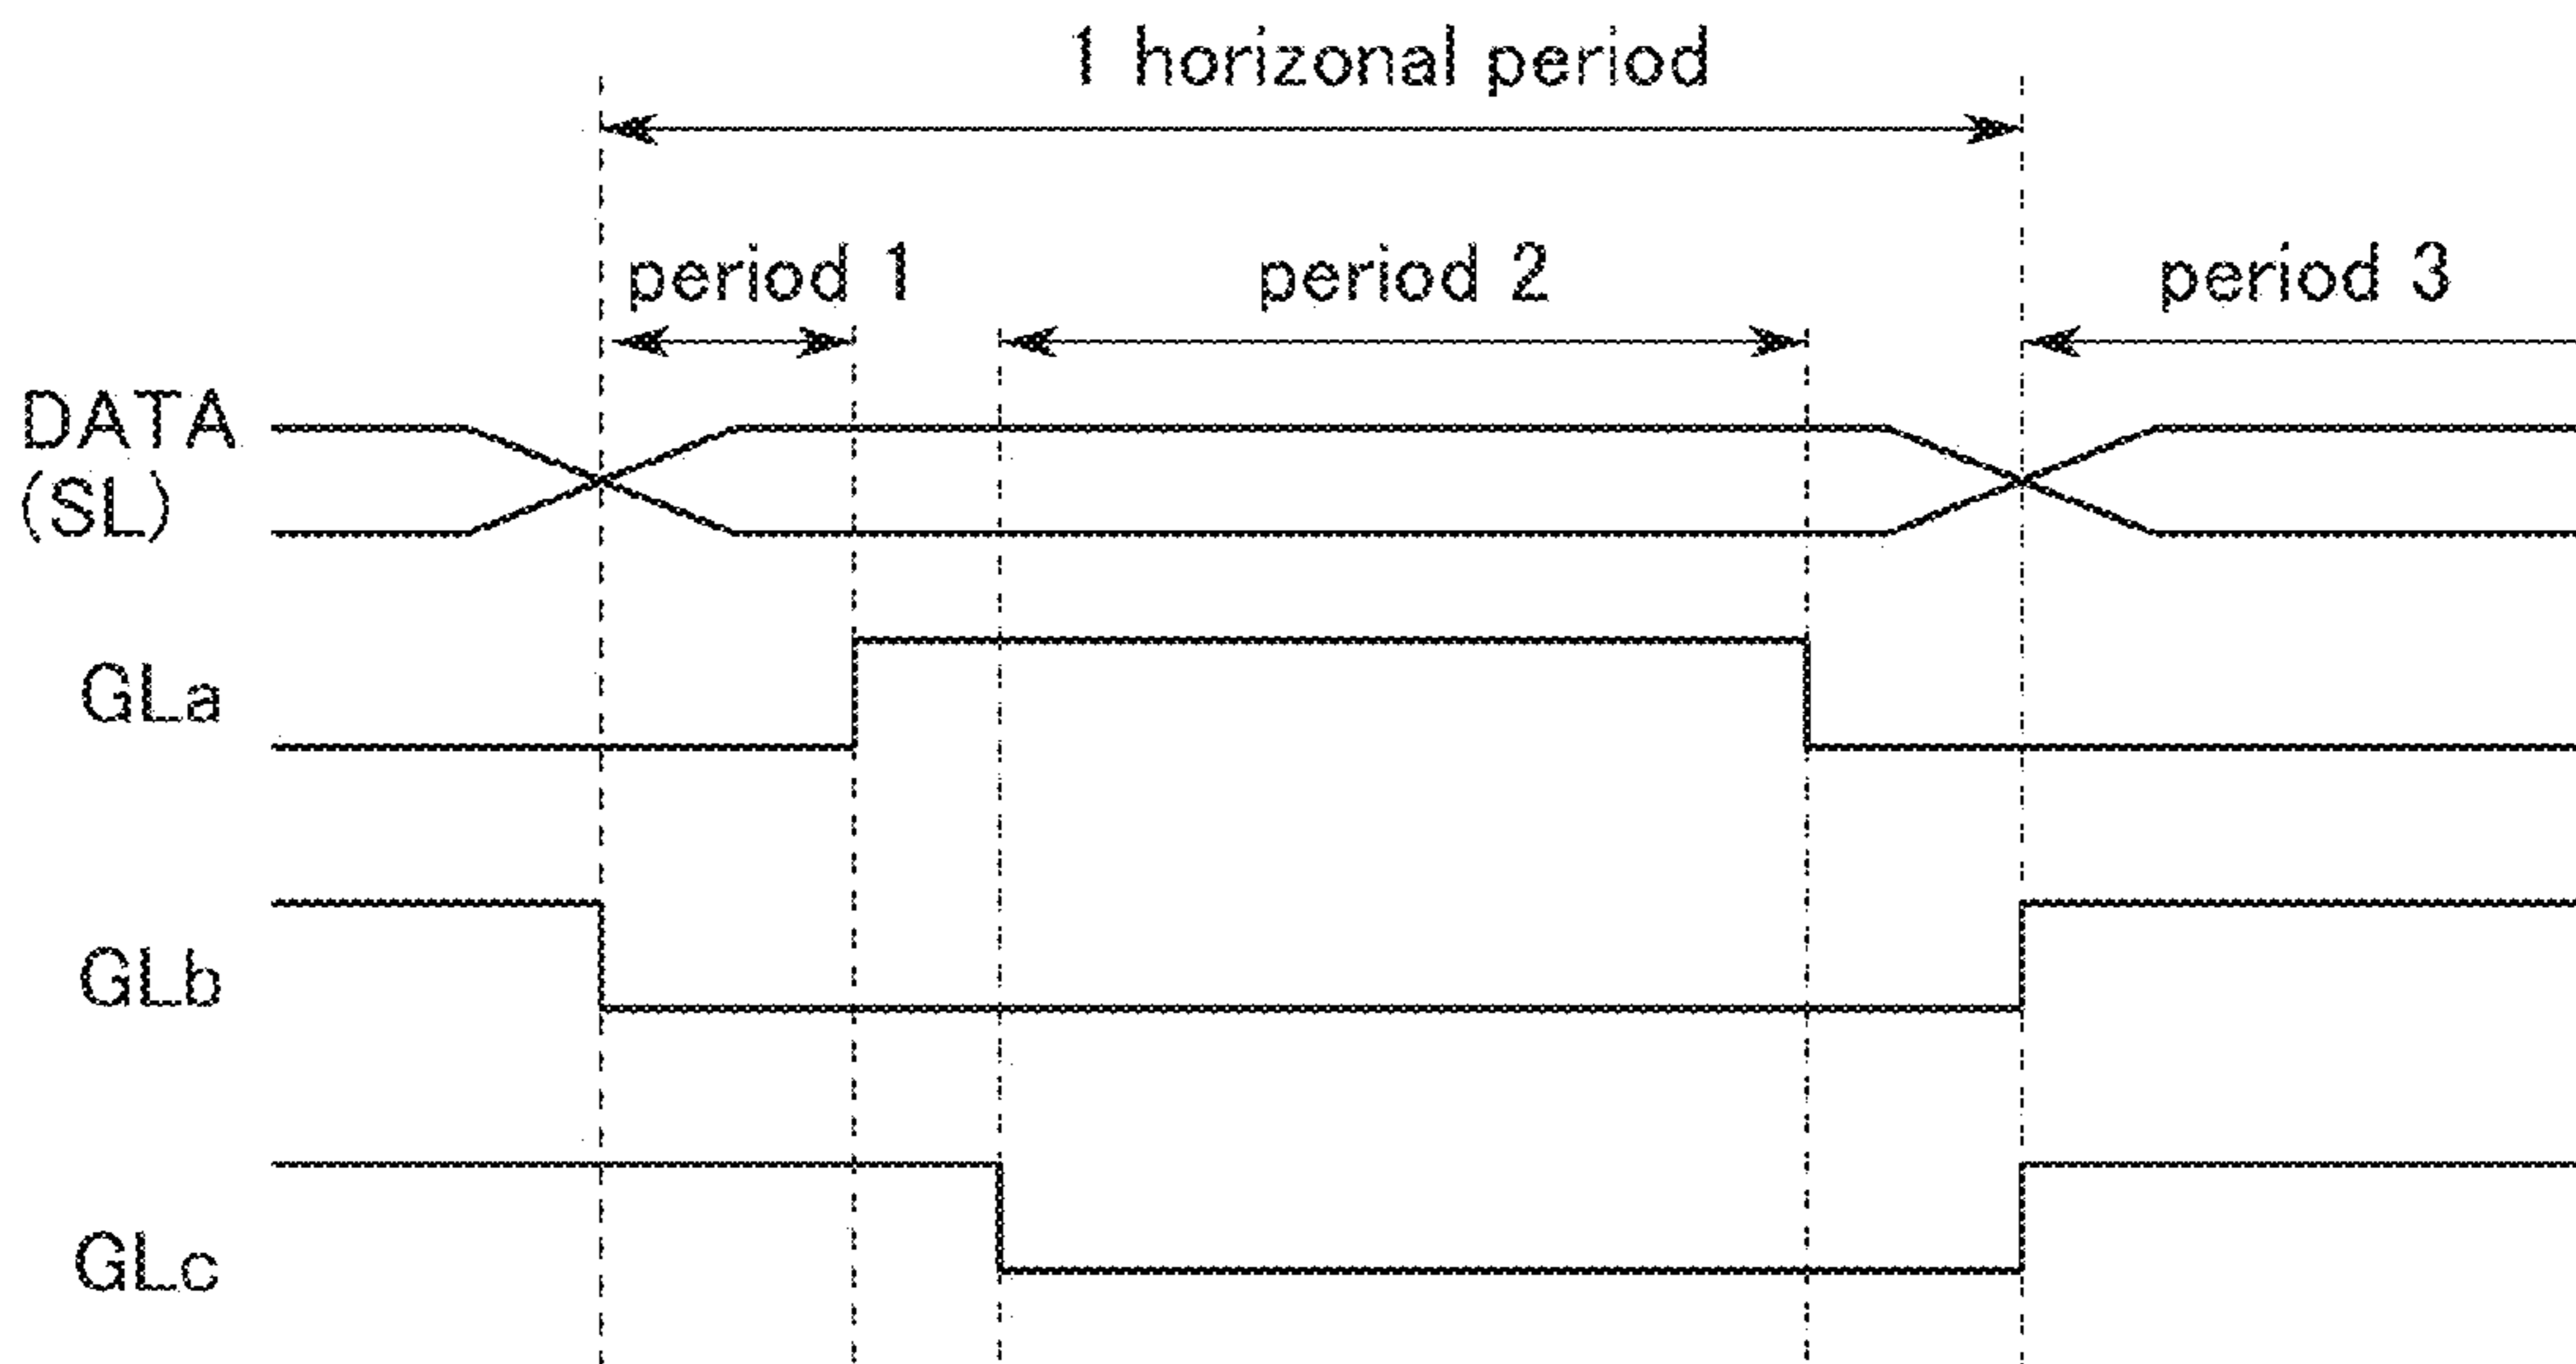 1 horizonal period
period 1 period 2 period 3
DATA
(SL)
GLa
GLb
GLc